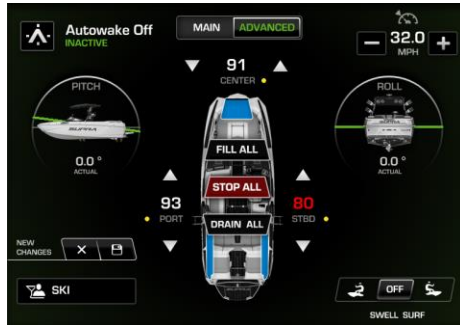 Autowake Off
INACTIVE
MAIN
ADVANCED
32.0
MPH
91
CENTER
PITCH
SUPRA
0.0 °
ACTUAL
ROLL
0.0 °
ACTUAL
FILL ALL
STOP ALL
DRAIN ALL
93
PORT
80
STBD
NEW
CHANGES
SKI
OFF
SWELL SURF